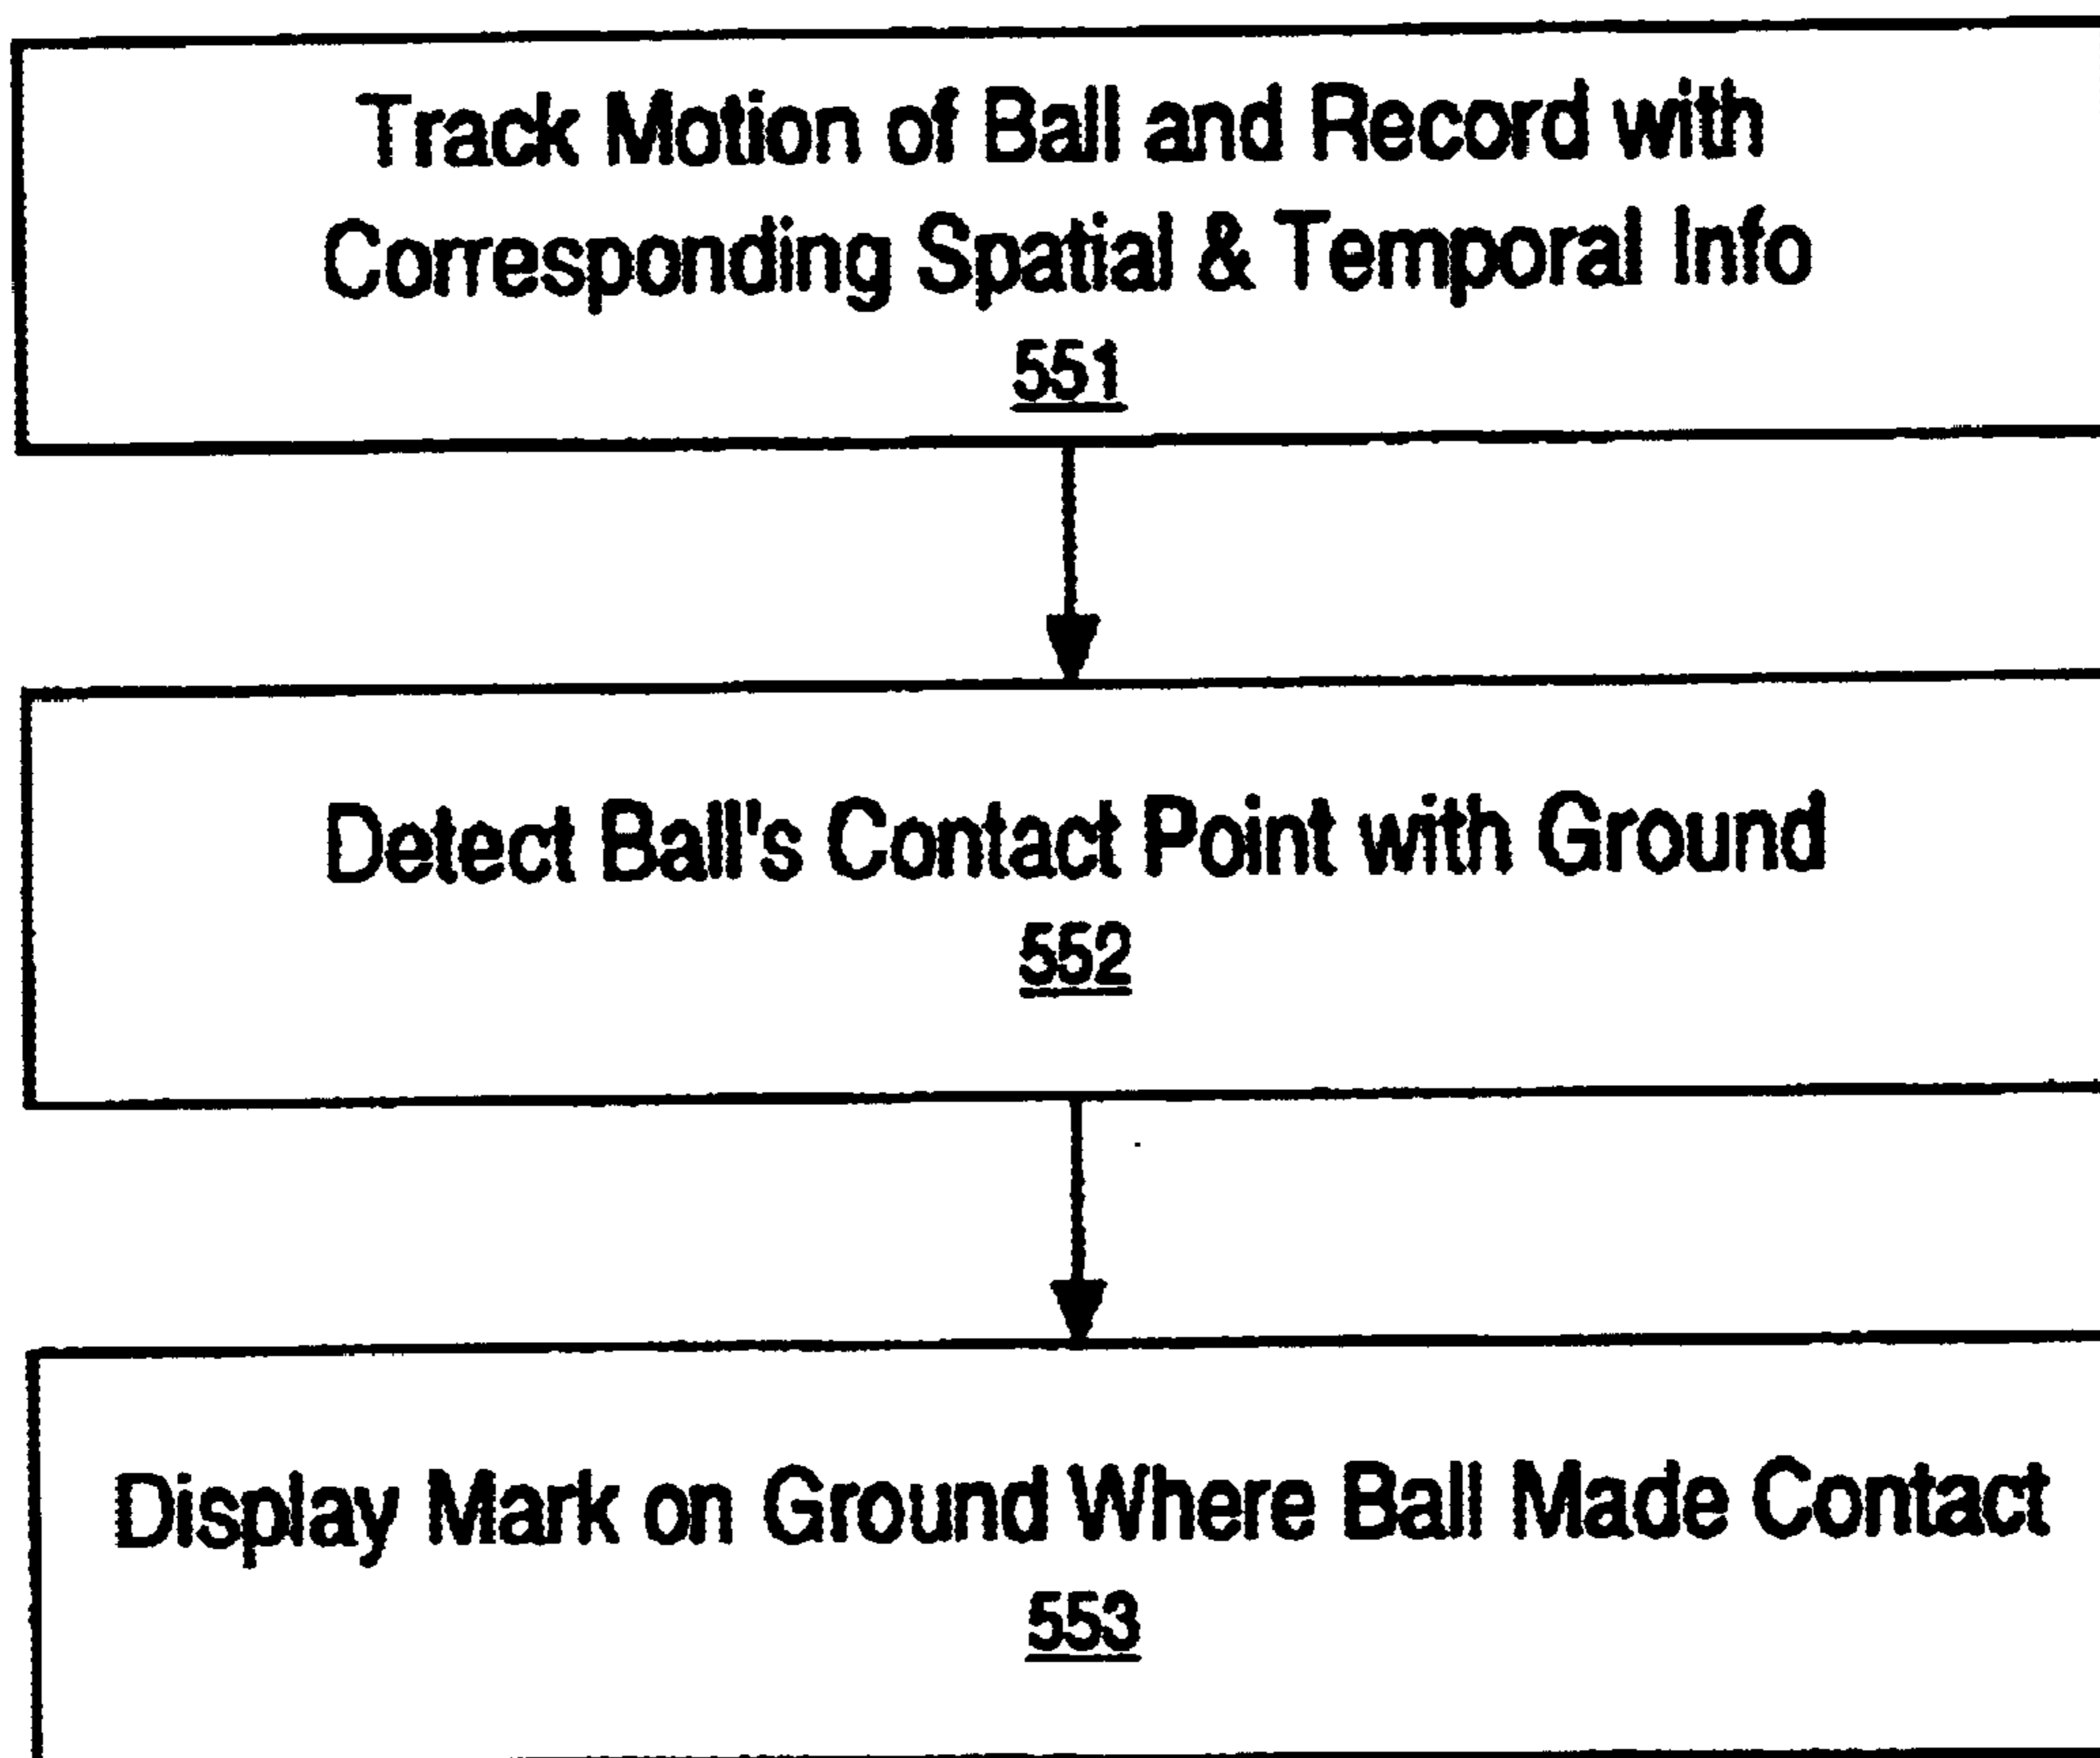 Track Motion of Ball and Record with
Corresponding Spatial & Temporal Info
551
Detect Ball's Contact Point with Ground
552
Display Mark on Ground Where Ball Made Contact
553